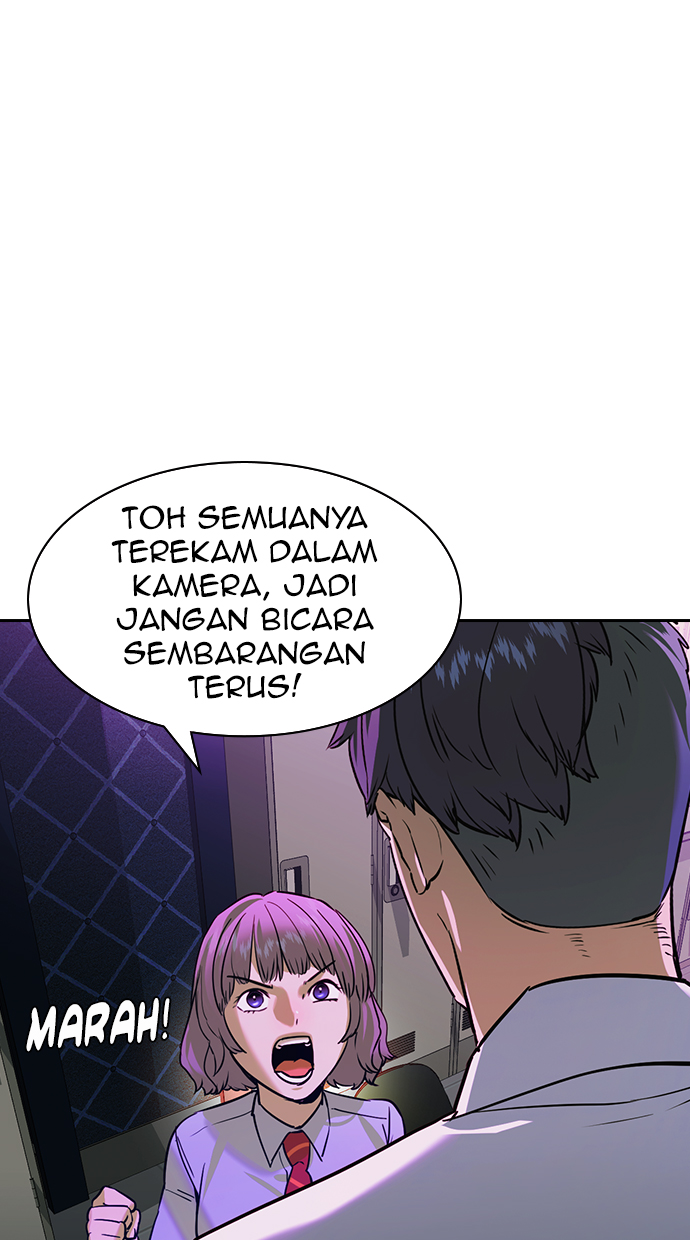 TOH SEMUANYA
TEREKAM DALAM
KAMERA, JADI
JANGAN BICARA
SEMBARANGAN
TERUS!
MARAH!